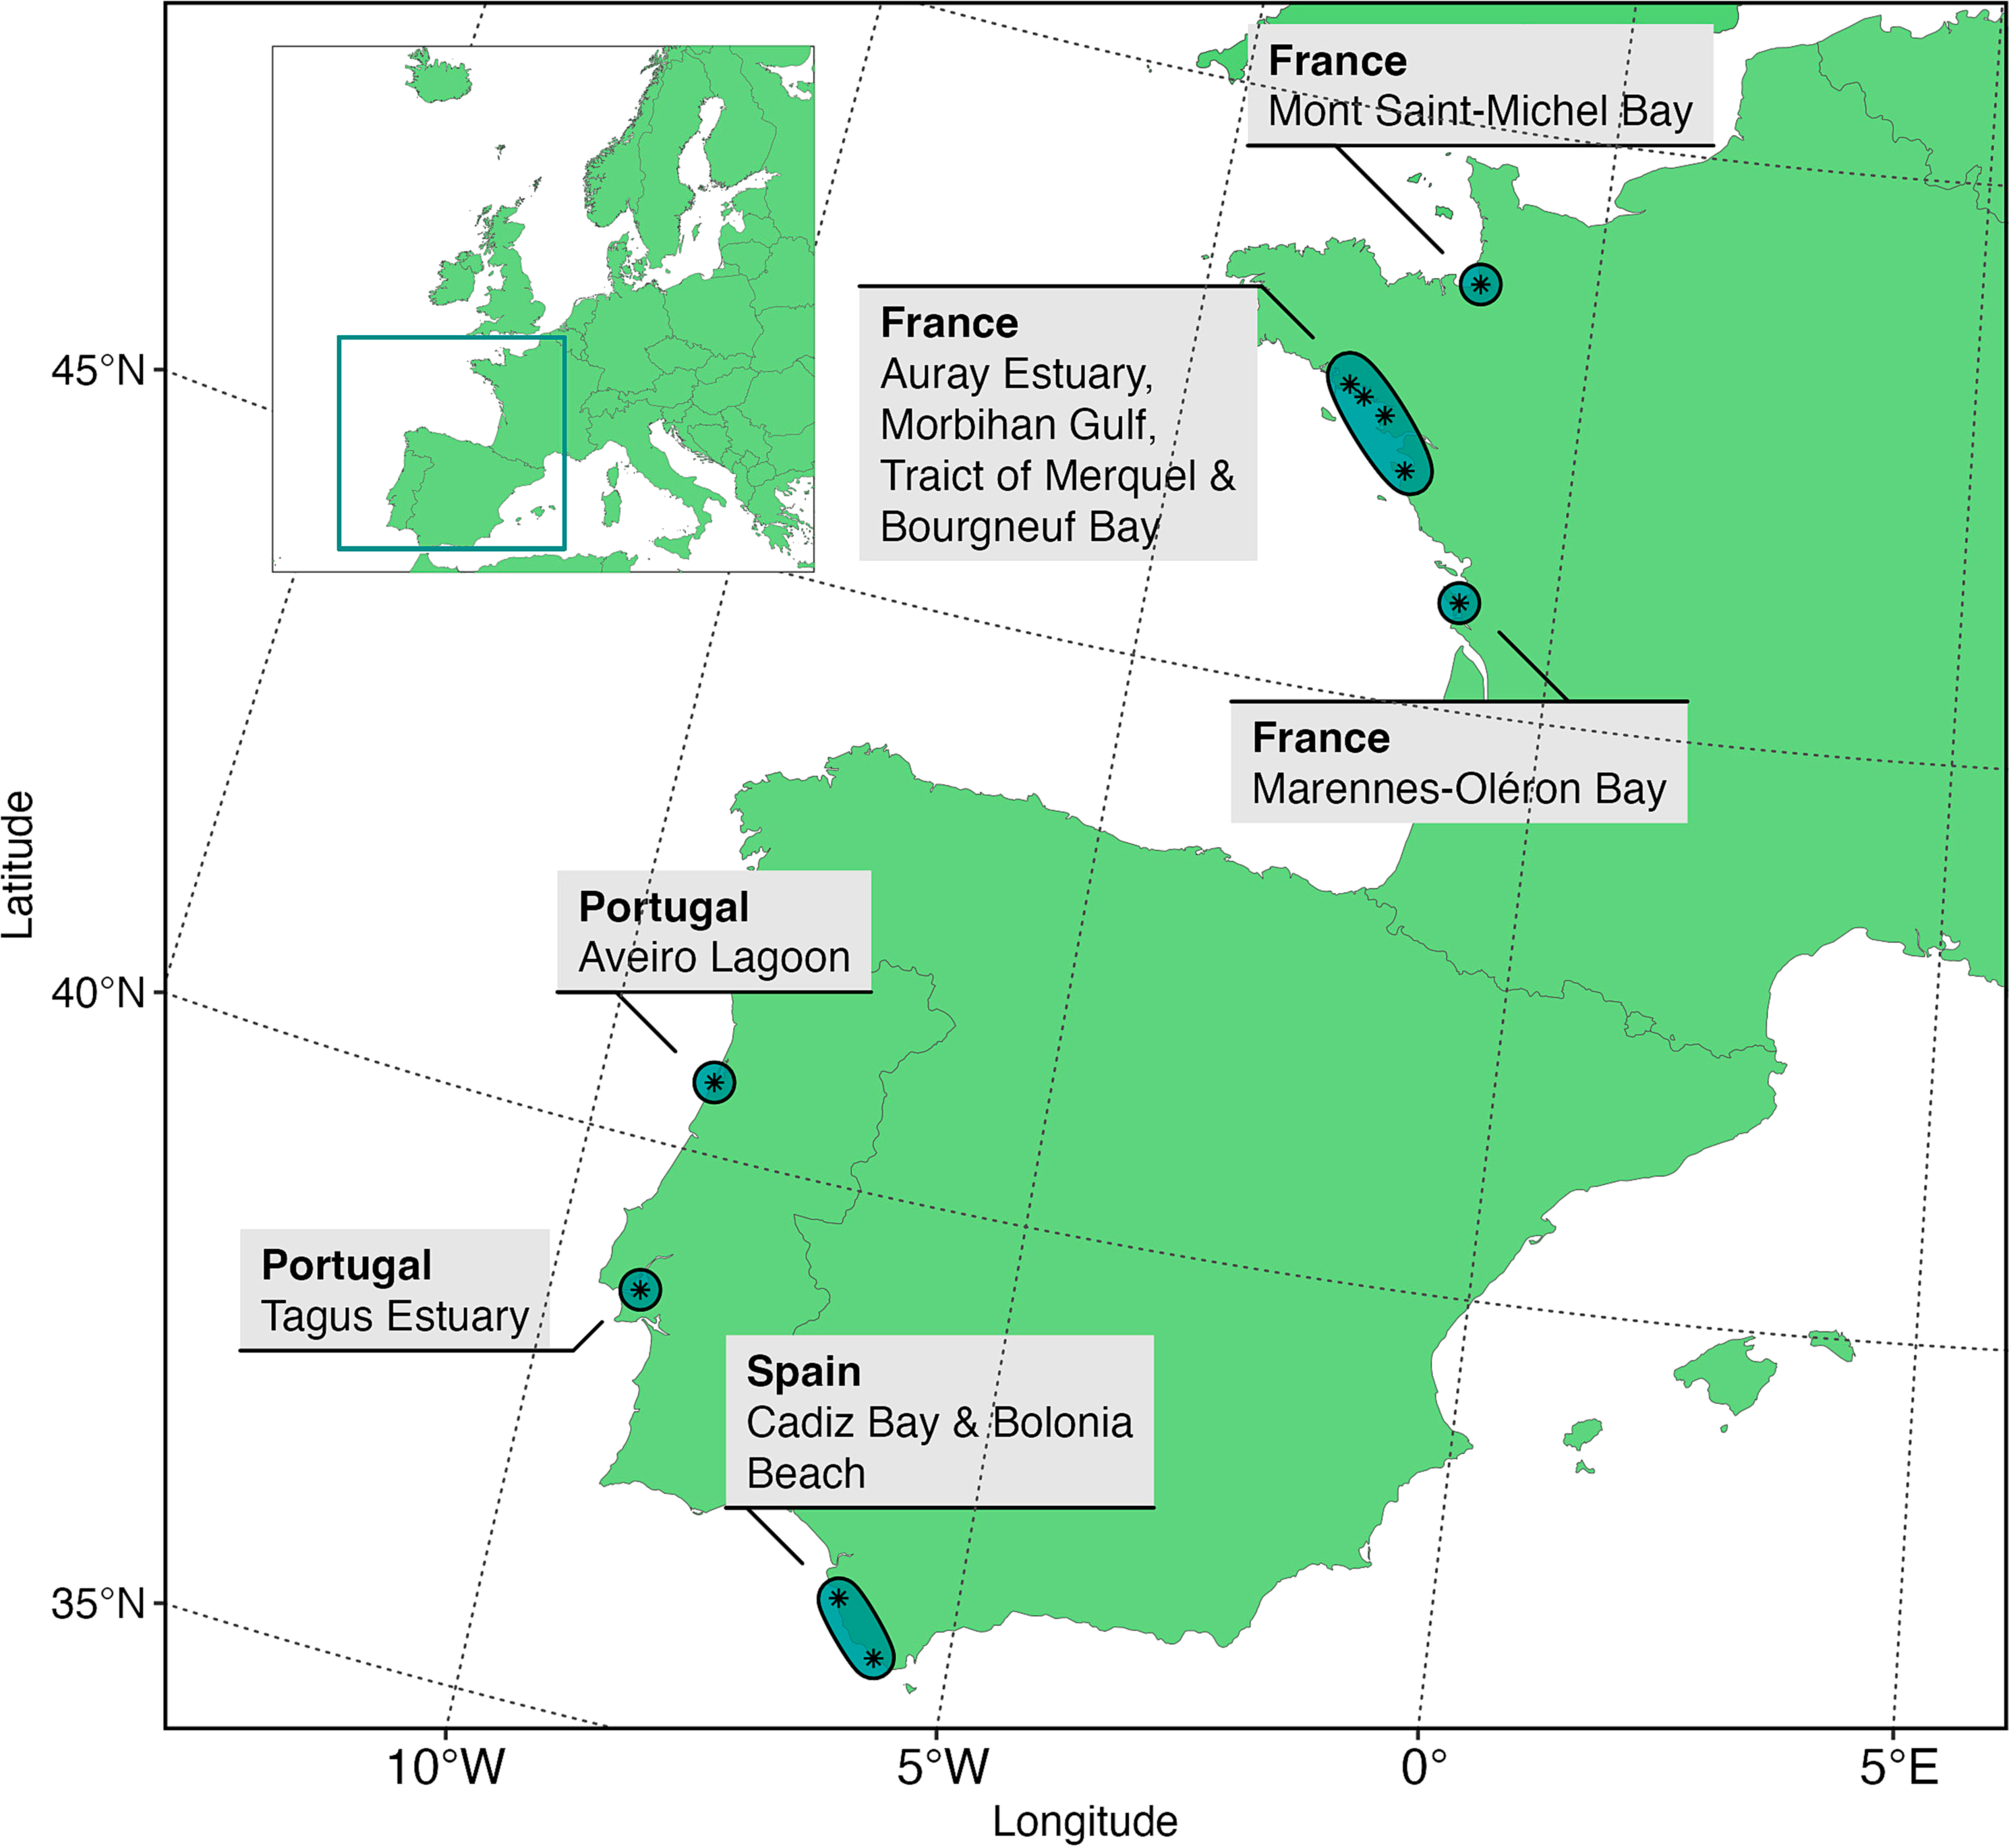 France
Mont Saint-Michel Bay
France
Auray Estuary,
Morbihan Gulf,
Traict of Merquel &
Bourgneuf Bay
France
Marennes-Oléron Bay
Portugal
Aveiro Lagoon
Portugal
Tagus Estuary
Spain
Cadiz Bay & Bolonia
Beach
45°N
40°N
35°N
Latitude
10°W
5°W
0°
5°E
Longitude